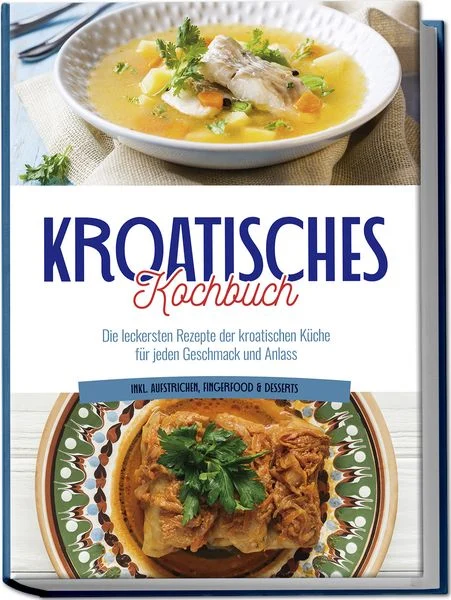 KROATISCHES
Kochbuch
Die leckersten Rezepte der kroatischen Küche
für jeden Geschmack und Anlass
INKL. AUFSTRICHEN, FINGERFOOD & DESSERTS